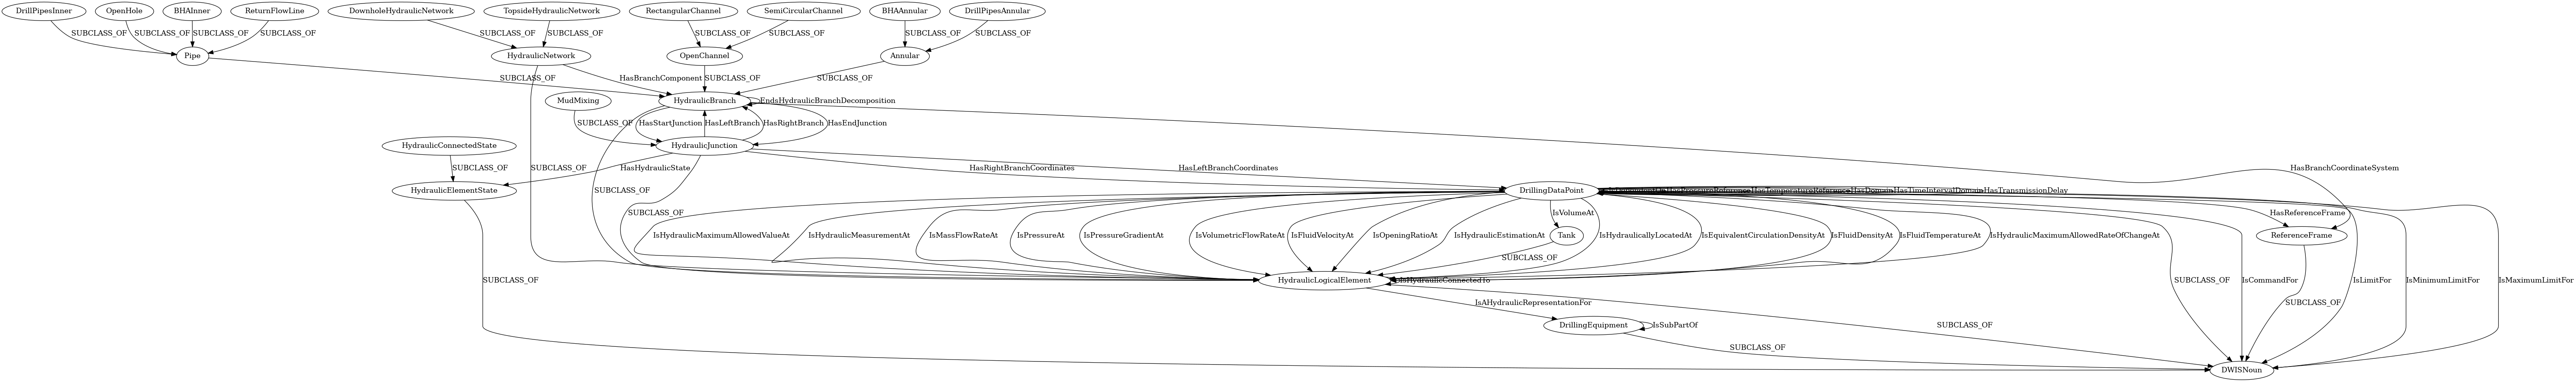 DrillPipesInner
OpenHole
BHAInner
ReturnFlowLine
DownholeHydraulicNetwork
TopsideHydraulicNetwork
RectangularChannel
SemiCircularChannel
BHAAnnular
DrillPipesAnnular
SUBCLASS_OF
SUBCLASS_OF
SUBCLASS_OF
SUBCLASS_OF
SUBCLASS_OF
SUBCLASS_OF
SUBCLASS_OF
SUBCLASS_OF
SUBCLASS_OF
SUBCLASS_OF
Pipe
HydraulicNetwork
OpenChannel
Annular
SUBCLASS_OF
HasBranchComponent
SUBCLASS_OF
SUBCLASS_OF
MudMixing
HydraulicBranch
EndsHydraulicBranchDecomposition
SUBCLASS_OF
HasStartJunction
HasLeftBranch
HasRightBranch
HasEndJunction
HydraulicConnectedState
HydraulicJunction
SUBCLASS_OF
SUBCLASS_OF
HasHydraulicState
HasRightBranchCoordinates
HasLeftBranchCoordinates
HasBranchCoordinateSystem
HydraulicElementState
SUBCLASS_OF
DrillingDataPoint
HasTimeIntervalDomain
HasTransmissionDelay
SUBCLASS_OF
IsVolumeAt
HasReferenceFrame
IsHydraulicMaximumAllowedValueAt
IsHydraulicMeasurementAt
IsMassFlowRateAt
IsPressureAt
IsPressureGradientAt
IsVolumetricFlowRateAt
IsFluidVelocityAt
IsOpeningRatioAt
IsHydraulicEstimationAt
Tank
IsHydraulicallyLocatedAt
IsEquivalentCirculationDensityAt
IsFluidDensityAt
IsFluidTemperatureAt
IsHydraulicMaximumAllowedRateOfChangeAt
ReferenceFrame
SUBCLASS_OF
SUBCLASS_OF
HydraulicLogicalElement
IsHydraulicConnectedTo
SUBCLASS_OF
IsCommandFor
IsLimitFor
IsMinimumLimitFor
IsMaximumLimitFor
IsAHydraulicRepresentationFor
SUBCLASS_OF
DrillingEquipment
IsSubPartOf
SUBCLASS_OF
SUBCLASS_OF
DWISNoun